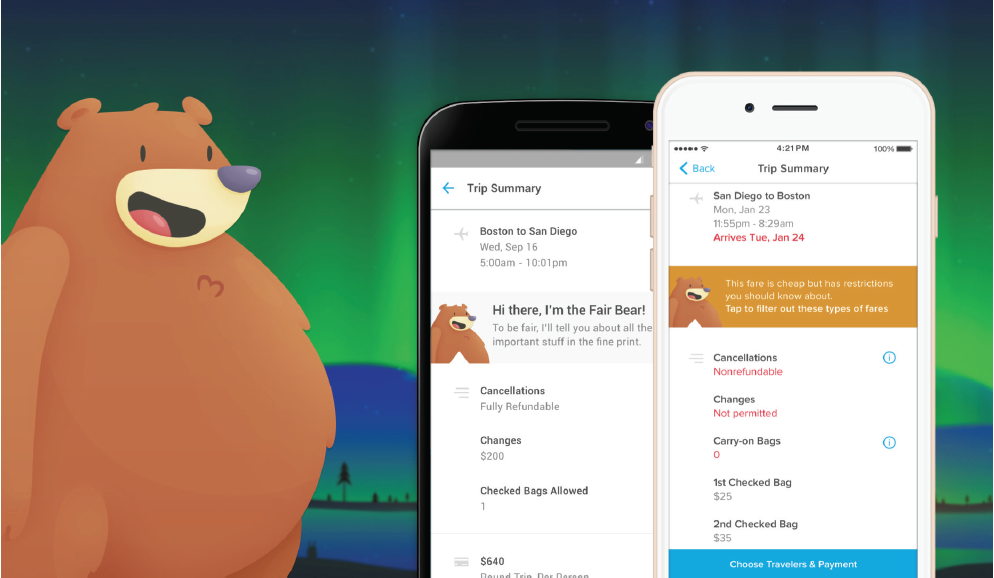 Trip Summary
Boston to San Diego
Wed, Sep 16
5:00am - 10:01pm
Hi there, I'm the Fair Bear!
To be fair, I'll tell you about all the
important stuff in the fine print.
Cancellations
Fully Refundable
Changes
$200
Checked Bags Allowed
1
$640
Round Trip, Per Person
4:21 PM
100%
Back
Trip Summary
San Diego to Boston
Mon, Jan 23
11:55pm - 8:29am
Arrives Tue, Jan 24
This fare is cheap but has restrictions
you should know about.
Tap to filter out these types of fares
Cancellations
Nonrefundable
Changes
Not permitted
Carry-on Bags
0
1st Checked Bag
$25
2nd Checked Bag
$35
Choose Travelers & Payment